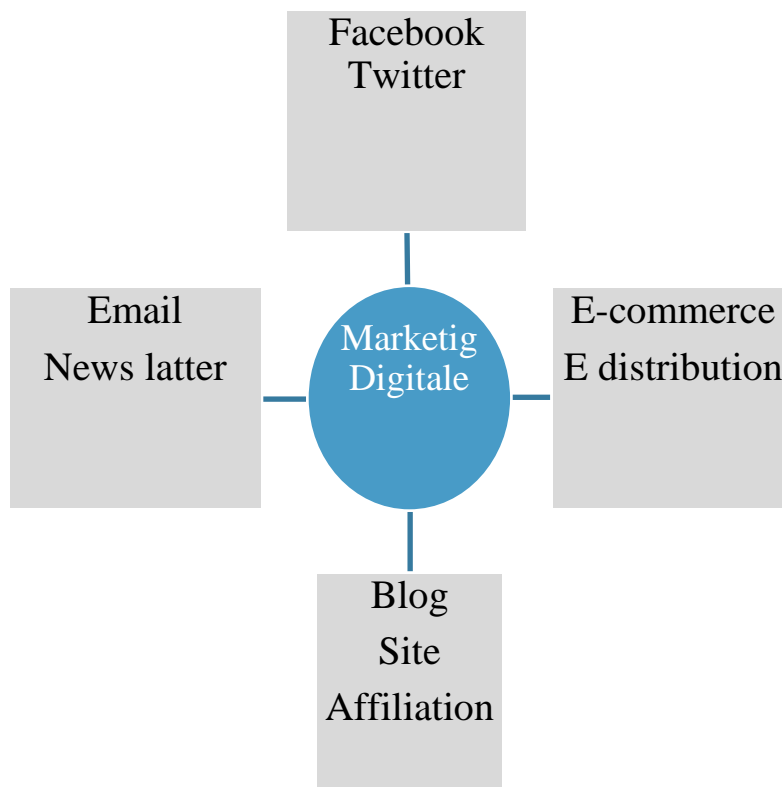 Facebook
Twitter
Email
News latter
Marketig
Digitale
E-commerce
E distribution
Blog
Site
Affiliation